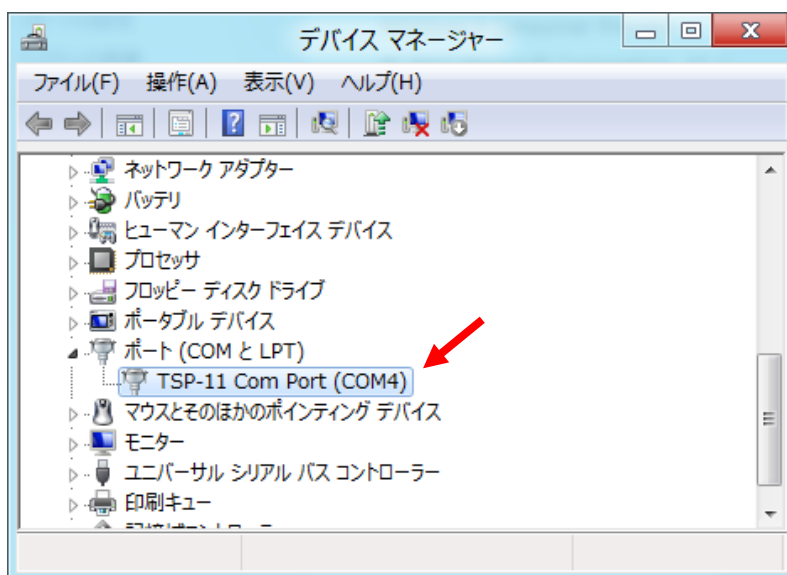 デバイス マネージャー
ファイル(F) 操作(A) 表示(V) ヘルプ(H)
ネットワーク アダプター
バッテリ
ヒューマン インターフェイス デバイス
プロセッサ
フロッピー ディスク ドライブ
ポータブル デバイス
ポート (COM と LPT)
TSP-11 Com Port (COM4)
マウスとそのほかのポインティング デバイス
モニター
ユニバーサル シリアル バス コントローラー
印刷キュー